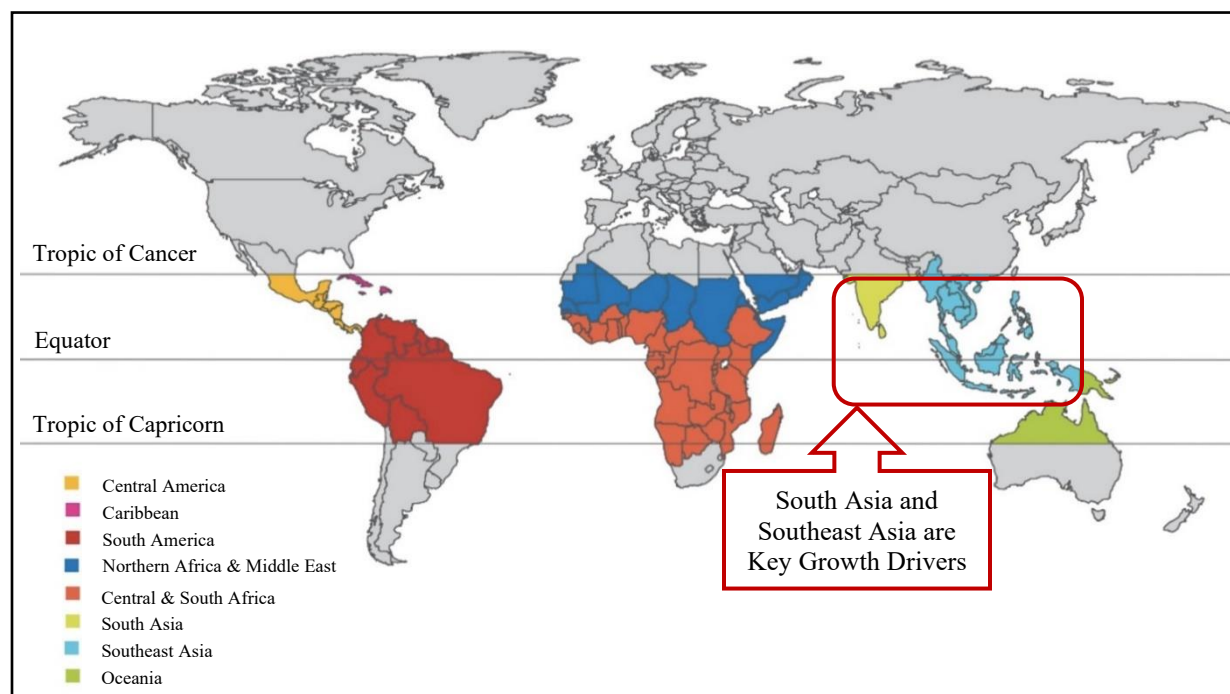 Tropic of Cancer
Equator
Tropic of Capricorn
Central America
Caribbean
South America
Northern Africa & Middle East
Central & South Africa
South Asia
Southeast Asia
Oceania
South Asia and
Southeast Asia are
Key Growth Drivers